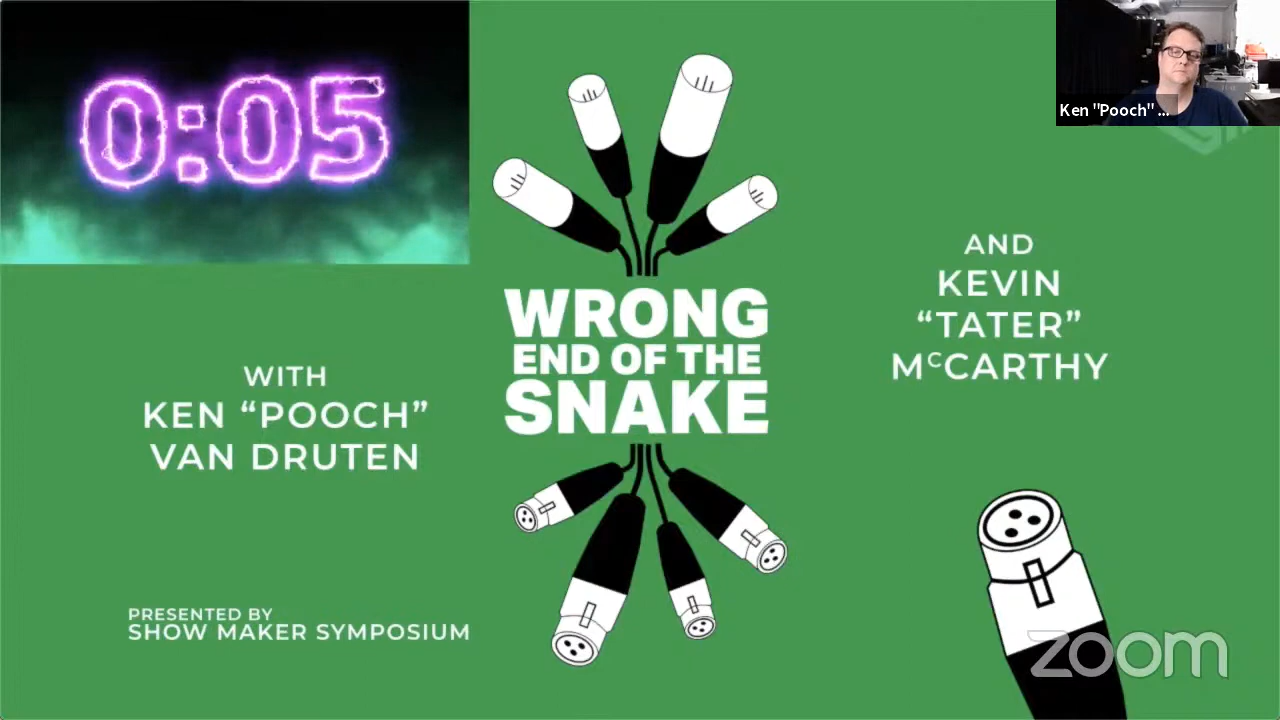 0:05
Ken "Pooch" ...
WRONG
END OF THE
SNAKE
WITH
KEN “POOCH”
VAN DRUTEN
AND
KEVIN
“TATER”
MᶜCARTHY
PRESENTED BY
SHOW MAKER SYMPOSIUM
zoom